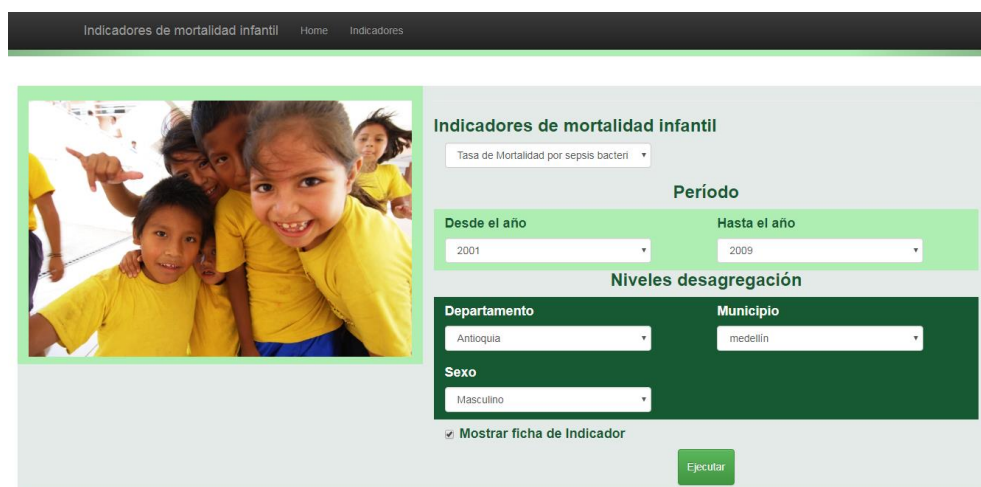 Indicadores de mortalidad infantil Home Indicadores
Indicadores de mortalidad infantil
Tasa de Mortalidad por sepsis bacteri
Período
Desde el año Hasta el año
2001 2009
Niveles desagregación
Departamento Municipio
Antioquia medellín
Sexo
Masculino
Mostrar ficha de Indicador
Ejecutar